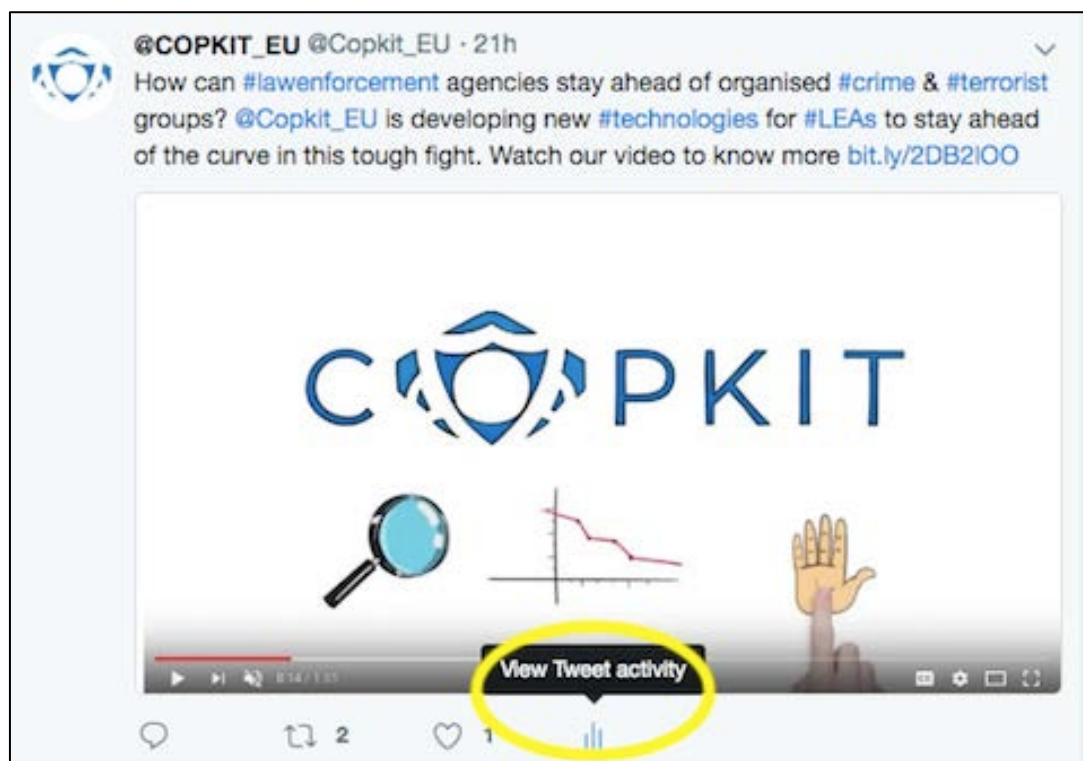 @COPKIT_EU @Copkit_EU · 21h
How can #lawenforcement agencies stay ahead of organised #crime & #terrorist
groups? @Copkit_EU is developing new #technologies for #LEAs to stay ahead
of the curve in this tough fight. Watch our video to know more bit.ly/2DB2lOO
COPKIT
View Tweet activity
2 1